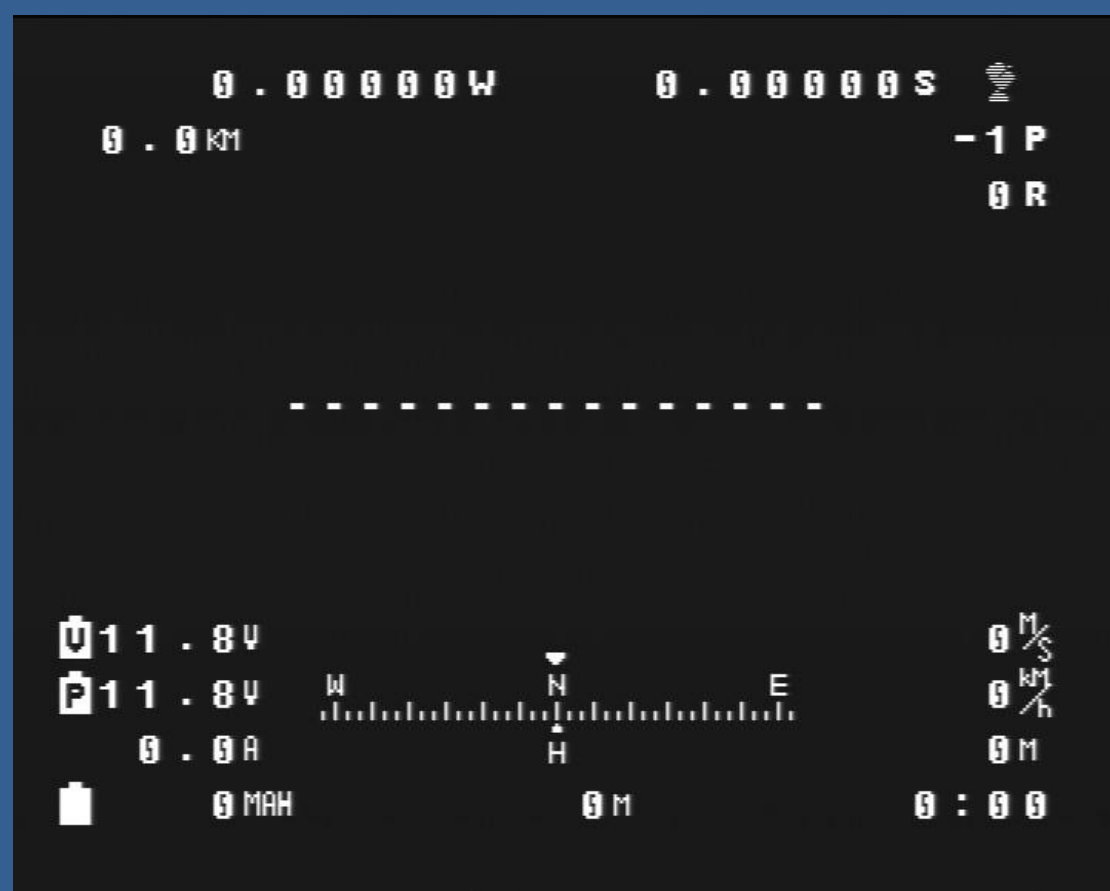 0.00000W 0.00000S
0.0KM -1P
0R
- - - - - - - - - - - - - - -
U11.8V 0M/S
P11.8V W N E 0kM/h
0.0A H 0M
0MAH 0M 0:00